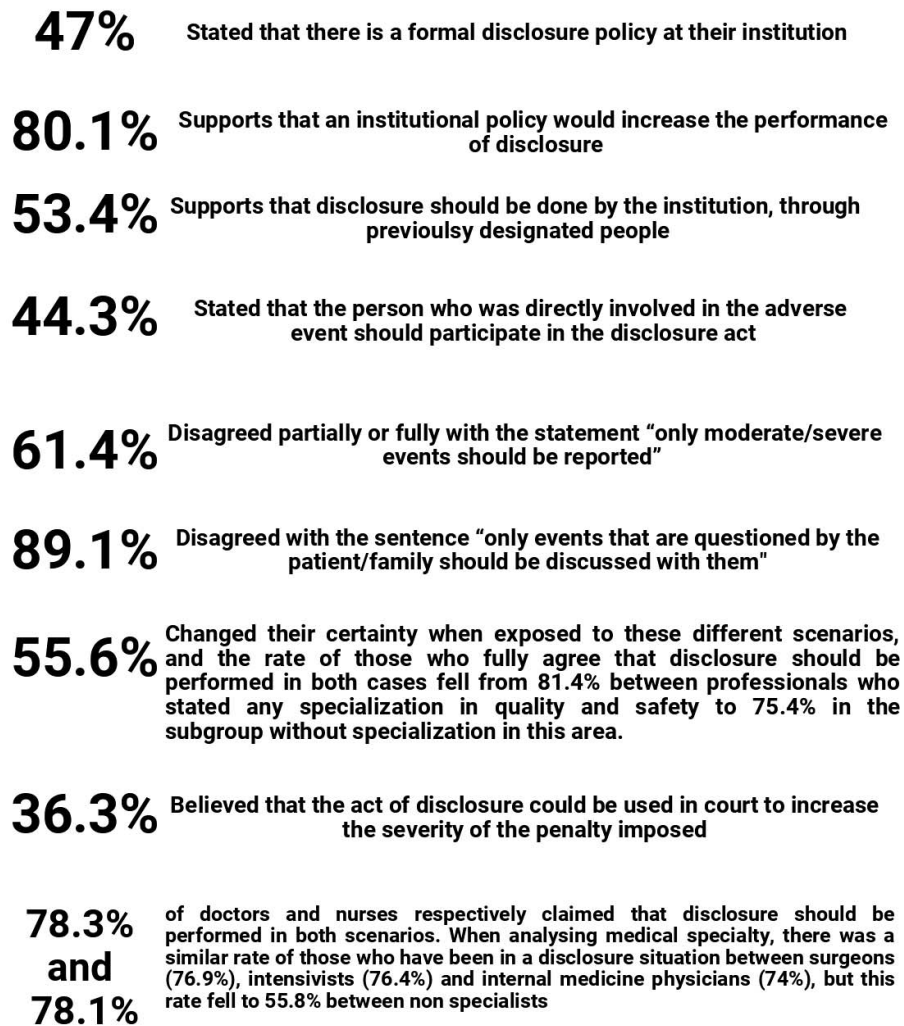 47%
Stated that there is a formal disclosure policy at their institution
80.1%
Supports that an institutional policy would increase the performance
of disclosure
53.4%
Supports that disclosure should be done by the institution, through
previoulsy designated people
44.3%
Stated that the person who was directly involved in the adverse
event should participate in the disclosure act
61.4%
Disagreed partially or fully with the statement “only moderate/severe
events should be reported”
89.1%
Disagreed with the sentence “only events that are questioned by the
patient/family should be discussed with them"
55.6%
Changed their certainty when exposed to these different scenarios,
and the rate of those who fully agree that disclosure should be
performed in both cases fell from 81.4% between professionals who
stated any specialization in quality and safety to 75.4% in the
subgroup without specialization in this area.
36.3%
Believed that the act of disclosure could be used in court to increase
the severity of the penalty imposed
78.3%
and
78.1%
of doctors and nurses respectively claimed that disclosure should be
performed in both scenarios. When analysing medical specialty, there was a
similar rate of those who have been in a disclosure situation between surgeons
(76.9%), intensivists (76.4%) and internal medicine physicians (74%), but this
rate fell to 55.8% between non specialists